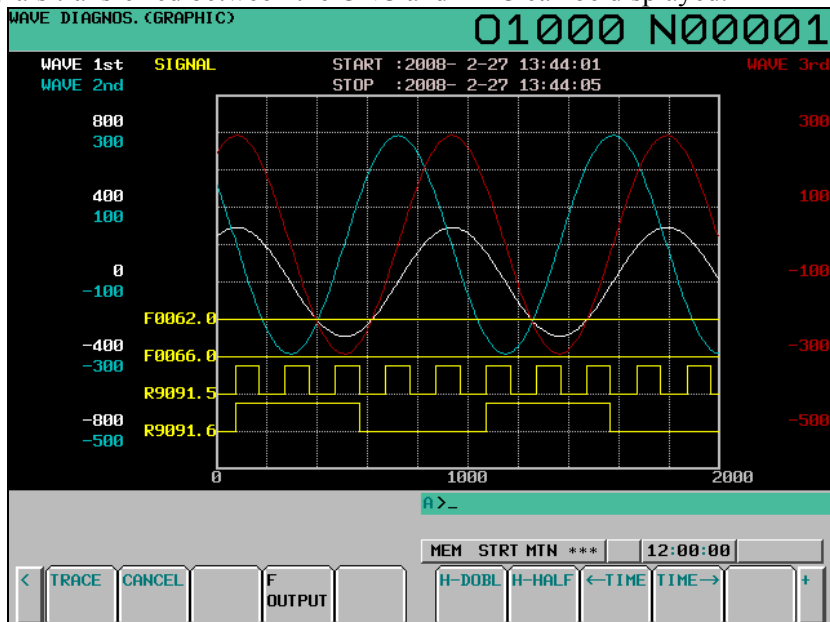 WAVE DIAGNOS.(GRAPHIC)
O1000 N00001
WAVE 1st SIGNAL START :2008- 2-27 13:44:01 WAVE 3rd
WAVE 2nd STOP :2008- 2-27 13:44:05
800 300
300
400 100
100
0 -100
-100
F0062.0
-400 -300
F0066.0
-300
R9091.5
-800 -500
R9091.6
-500
0 1000 2000
A>_
MEM STRT MTN *** 12:00:00
< TRACE CANCEL F OUTPUT H-DOBL H-HALF ←TIME TIME→ +